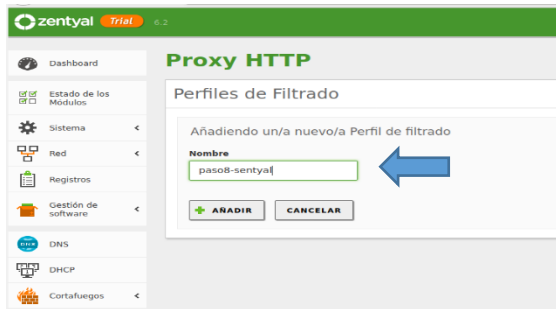 zentyal Trial 6.2
Dashboard
Estado de los
Módulos
Sistema
Red
Registros
Gestión de
software
DNS
DHCP
Cortafuegos
Proxy HTTP
Perfiles de Filtrado
Añadiendo un/a nuevo/a Perfil de filtrado
Nombre
paso8-sentyal
+ AÑADIR CANCELAR